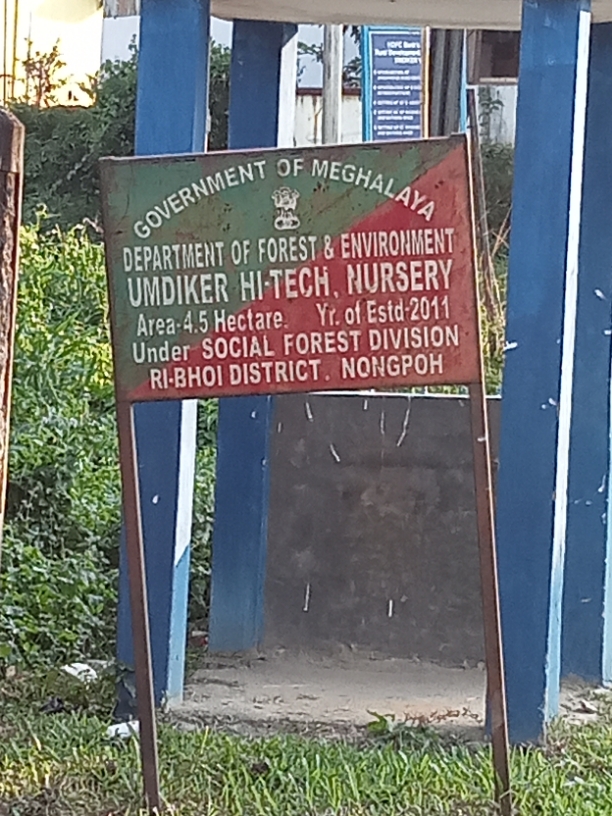 GOVERNMENT OF MEGHALAYA
DEPARTMENT OF FOREST & ENVIRONMENT
UMDIKER HI-TECH, NURSERY
Area-4.5 Hectare. Yr. of Estd-2011
Under SOCIAL FOREST DIVISION
RI-BHOI DISTRICT. NONGPOH